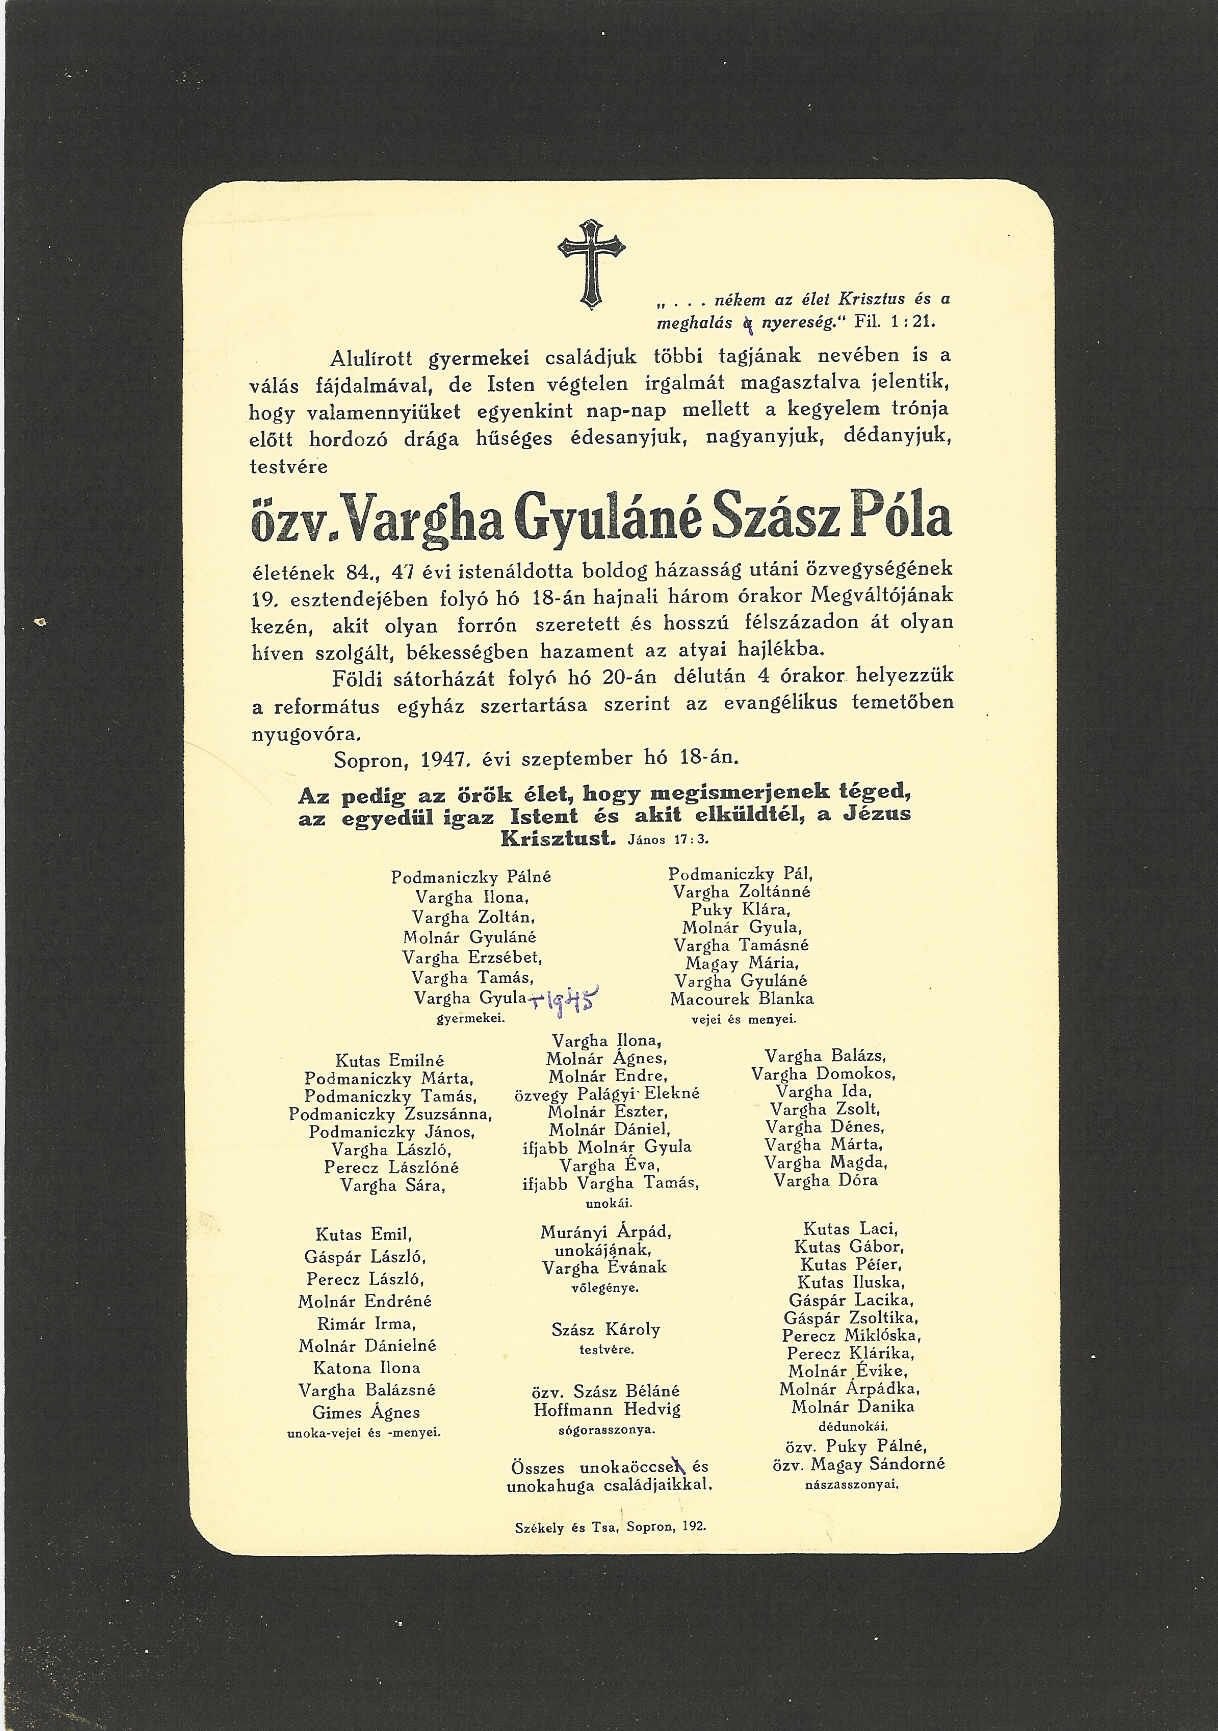 „ . . . nékem az élet Krisztus és a
meghalás nyereség.“ Fil. 1 : 21.
Alulírott gyermekei családjuk többi tagjának nevében is a
válás fájdalmával, de Isten végtelen irgalmát magasztalva jelentik,
hogy valamennyiüket egyenkint nap-nap mellett a kegyelem trónja
előtt hordozó drága hűséges édesanyjuk, nagyanyjuk, dédanyjuk,
testvére
özv. Vargha Gyuláné Szász Póla
életének 84., 47 évi istenáldotta boldog házasság utáni özvegységének
19. esztendejében folyó hó 18-án hajnali három órakor Megváltójának
kezén, akit olyan forrón szeretett és hosszú félszázadon át olyan
híven szolgált, békességben hazament az atyai hajlékba.
Földi sátorházát folyó hó 20-án délután 4 órakor helyezzük
a református egyház szertartása szerint az evangélikus temetőben
nyugovóra.
Sopron, 1947. évi szeptember hó 18-án.
Az pedig az örök élet, hogy megismerjenek téged,
az egyedül igaz Istent és akit elküldtél, a Jézus
Krisztust. János 17 : 3.
Podmaniczky Pálné
Vargha Ilona,
Vargha Zoltán,
Molnár Gyuláné
Vargha Erzsébet,
Vargha Tamás,
Vargha Gyula +1945
gyermekei.
Podmaniczky Pál,
Vargha Zoltánné
Puky Klára,
Molnár Gyula,
Vargha Tamásné
Magay Mária,
Vargha Gyuláné
Macourek Blanka
vejei és menyei.
Kutas Emilné
Podmaniczky Márta,
Podmaniczky Tamás,
Podmaniczky Zsuzsánna,
Podmaniczky János,
Vargha László,
Perecz Lászlóné
Vargha Sára,
Vargha Ilona,
Molnár Ágnes,
Molnár Endre,
özvegy Palágyi Elekné
Molnár Eszter,
Molnár Dániel,
ifjabb Molnár Gyula
Vargha Éva,
ifjabb Vargha Tamás,
Vargha Balázs,
Vargha Domokos,
Vargha Ida,
Vargha Zsolt,
Vargha Dénes,
Vargha Márta,
Vargha Magda,
Vargha Dóra
unokái.
Kutas Emil,
Gáspár László,
Perecz László,
Molnár Endréné
Rimár Irma,
Molnár Dánielné
Katona Ilona
Vargha Balázsné
Gimes Ágnes
unoka-vejei és -menyei.
Murányi Árpád,
unokájának,
Vargha Évának
vőlegénye.
Szász Károly
testvére.
özv. Szász Béláné
Hoffmann Hedvig
sógorasszonya.
Összes unokaöccsei és
unokahuga családjaikkal.
Kutas Laci,
Kutas Gábor,
Kutas Péter,
Kutas Iluska,
Gáspár Lacika,
Gáspár Zsoltika,
Perecz Miklóska,
Perecz Klárika,
Molnár Évike,
Molnár Árpádka,
Molnár Danika
dédunokái.
özv. Puky Pálné,
özv. Magay Sándorné
nászasszonyai.
Székely és Tsa, Sopron, 192.